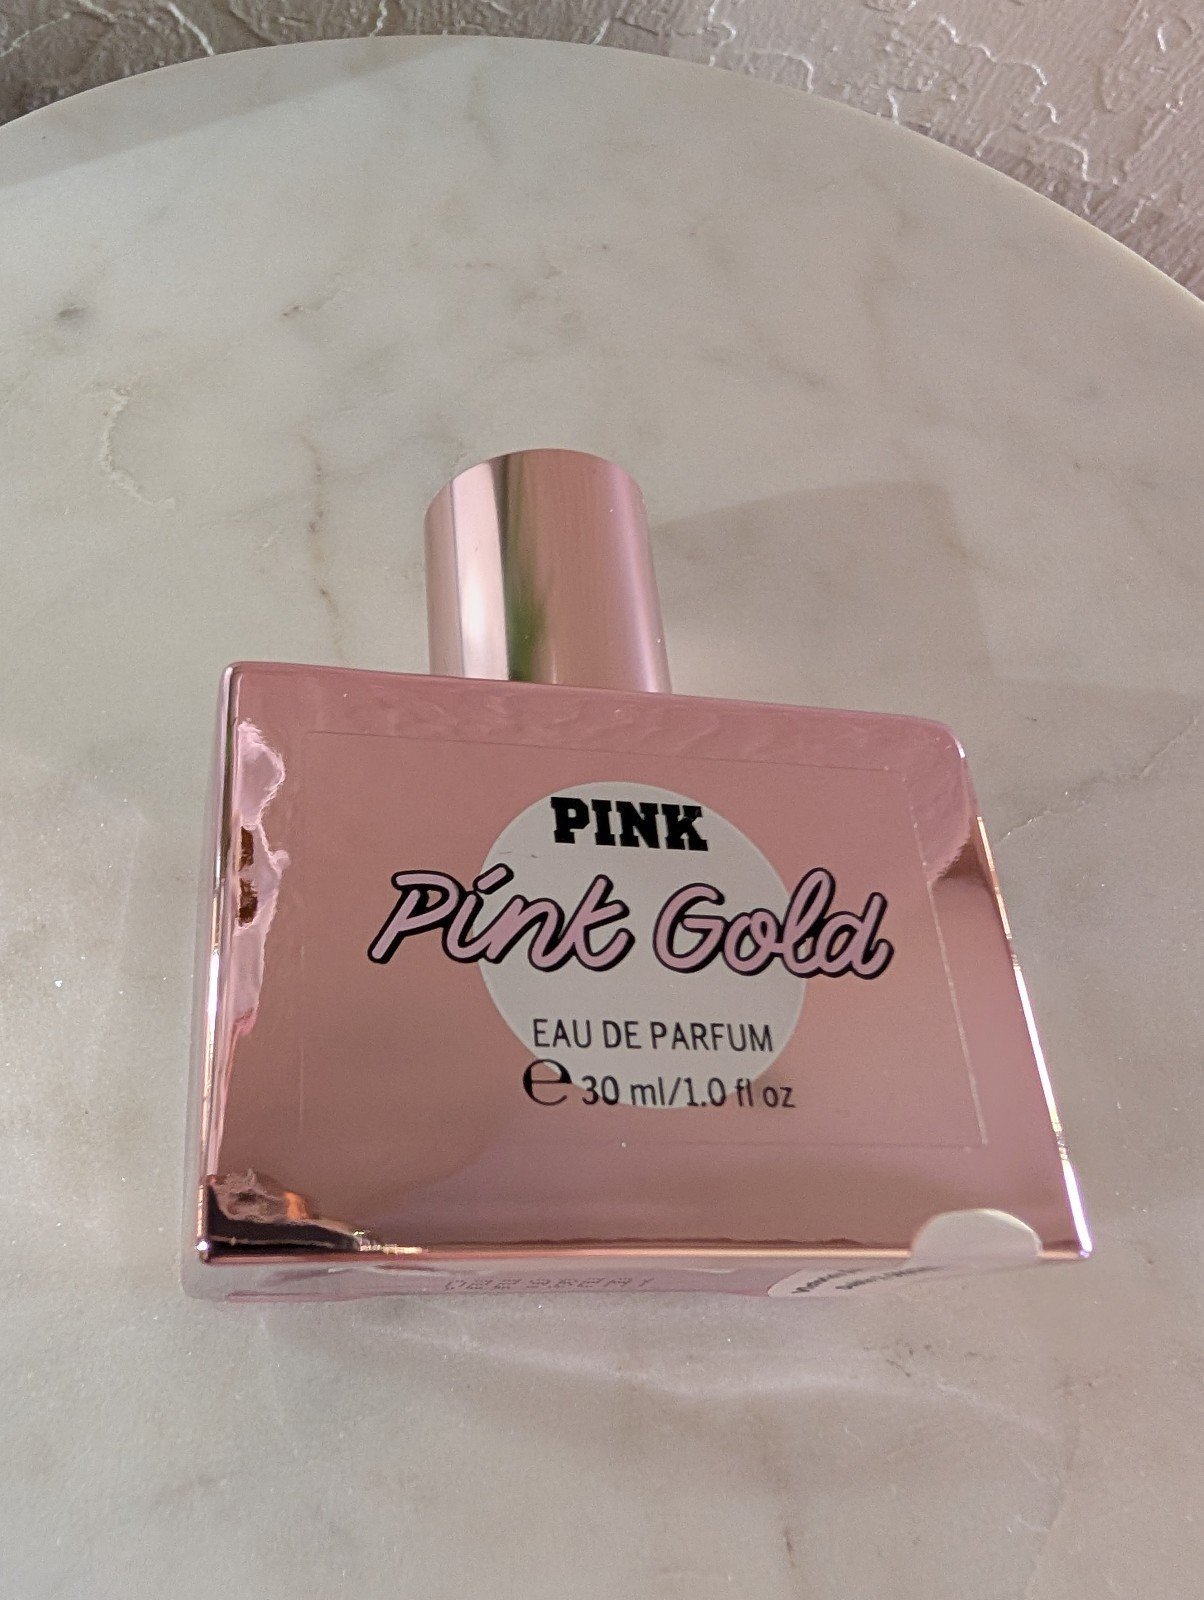 PINK
Pink Gold
EAU DE PARFUM
℮ 30 ml/1.0 fl oz